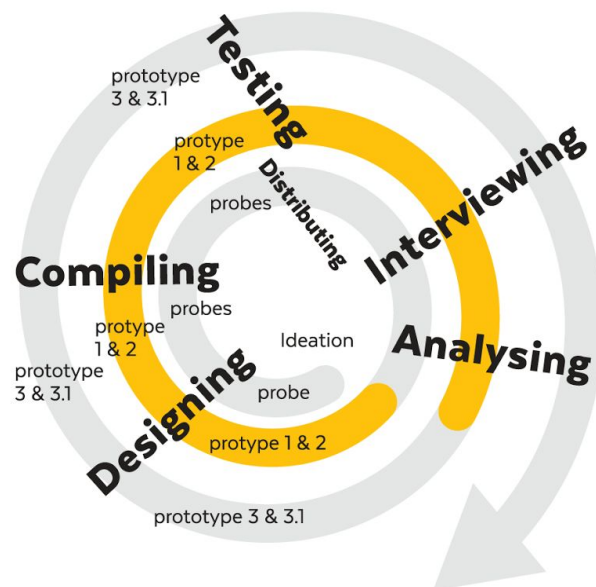 Testing
prototype
3 & 3.1
protype
1 & 2
Distributing
probes
Interviewing
Compiling
probes
protype
1 & 2
Ideation
Analysing
prototype
3 & 3.1
Designing
probe
protype 1 & 2
prototype 3 & 3.1